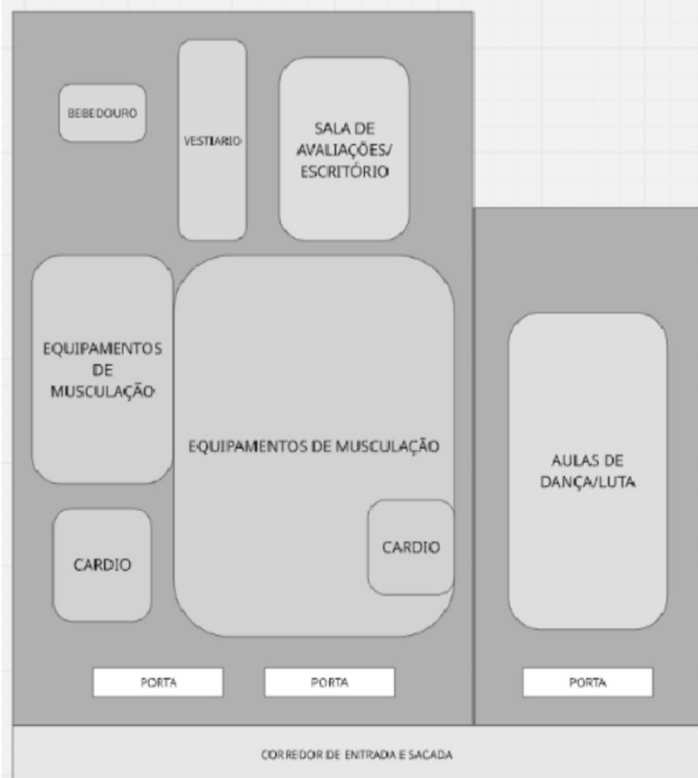 BEBEDOURO
VESTIARIO
SALA DE
AVALIAÇÕES/
ESCRITÓRIO
EQUIPAMENTOS
DE
MUSCULAÇÃO
EQUIPAMENTOS DE MUSCULAÇÃO
AULAS DE
DANÇA/LUTA
CARDIO
CARDIO
PORTA
PORTA
PORTA
CORREDOR DE ENTRADA E SACADA